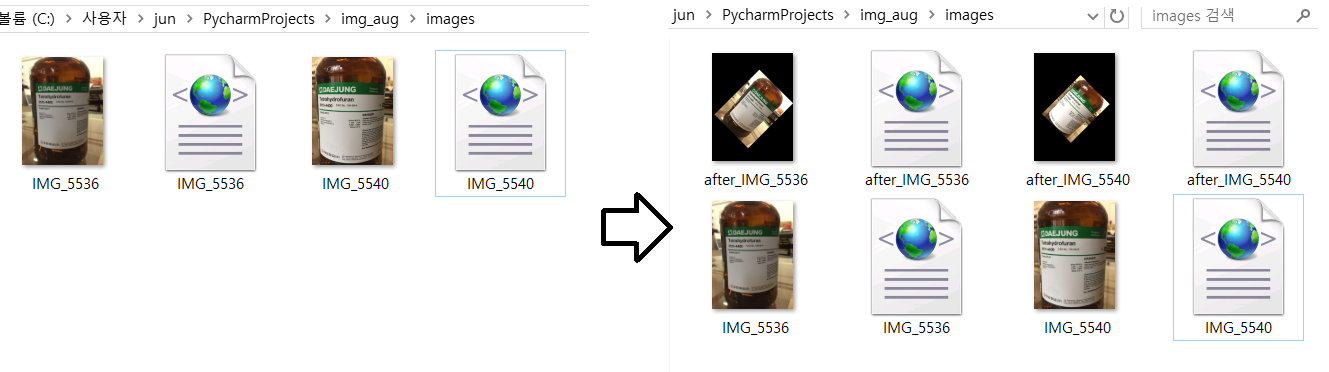 볼륨 (C:) > 사용자 > jun > PycharmProjects > img_aug > images
DAEJUNG
Tetrahydrofuran
IMG_5536
IMG_5536
DAEJUNG
Tetrahydrofuran
IMG_5540
IMG_5540
jun > PycharmProjects > img_aug > images
images 검색
after_IMG_5536
after_IMG_5536
after_IMG_5540
after_IMG_5540
DAEJUNG
Tetrahydrofuran
IMG_5536
IMG_5536
DAEJUNG
Tetrahydrofuran
IMG_5540
IMG_5540